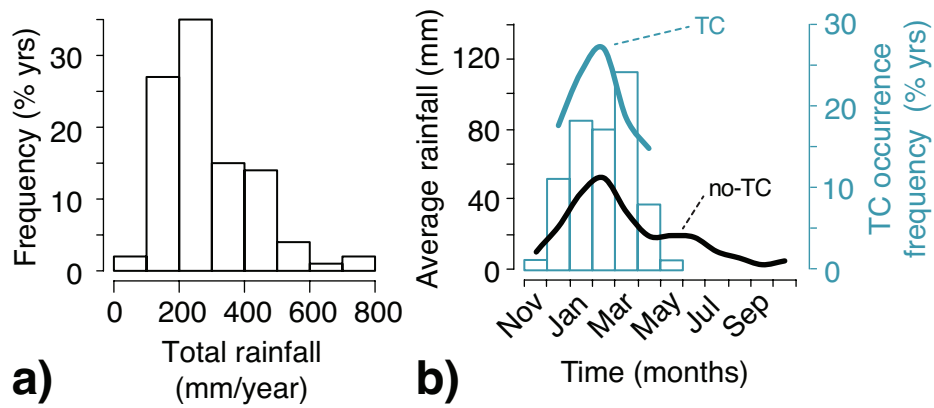 Frequency (% yrs)
30
20
10
0
0 200 400 600 800
Total rainfall
(mm/year)
a)
Average rainfall (mm)
120
80
40
0
TC
no-TC
30
20
10
0
TC occurrence
frequency (% yrs)
Nov Jan Mar May Jul Sep
Time (months)
b)